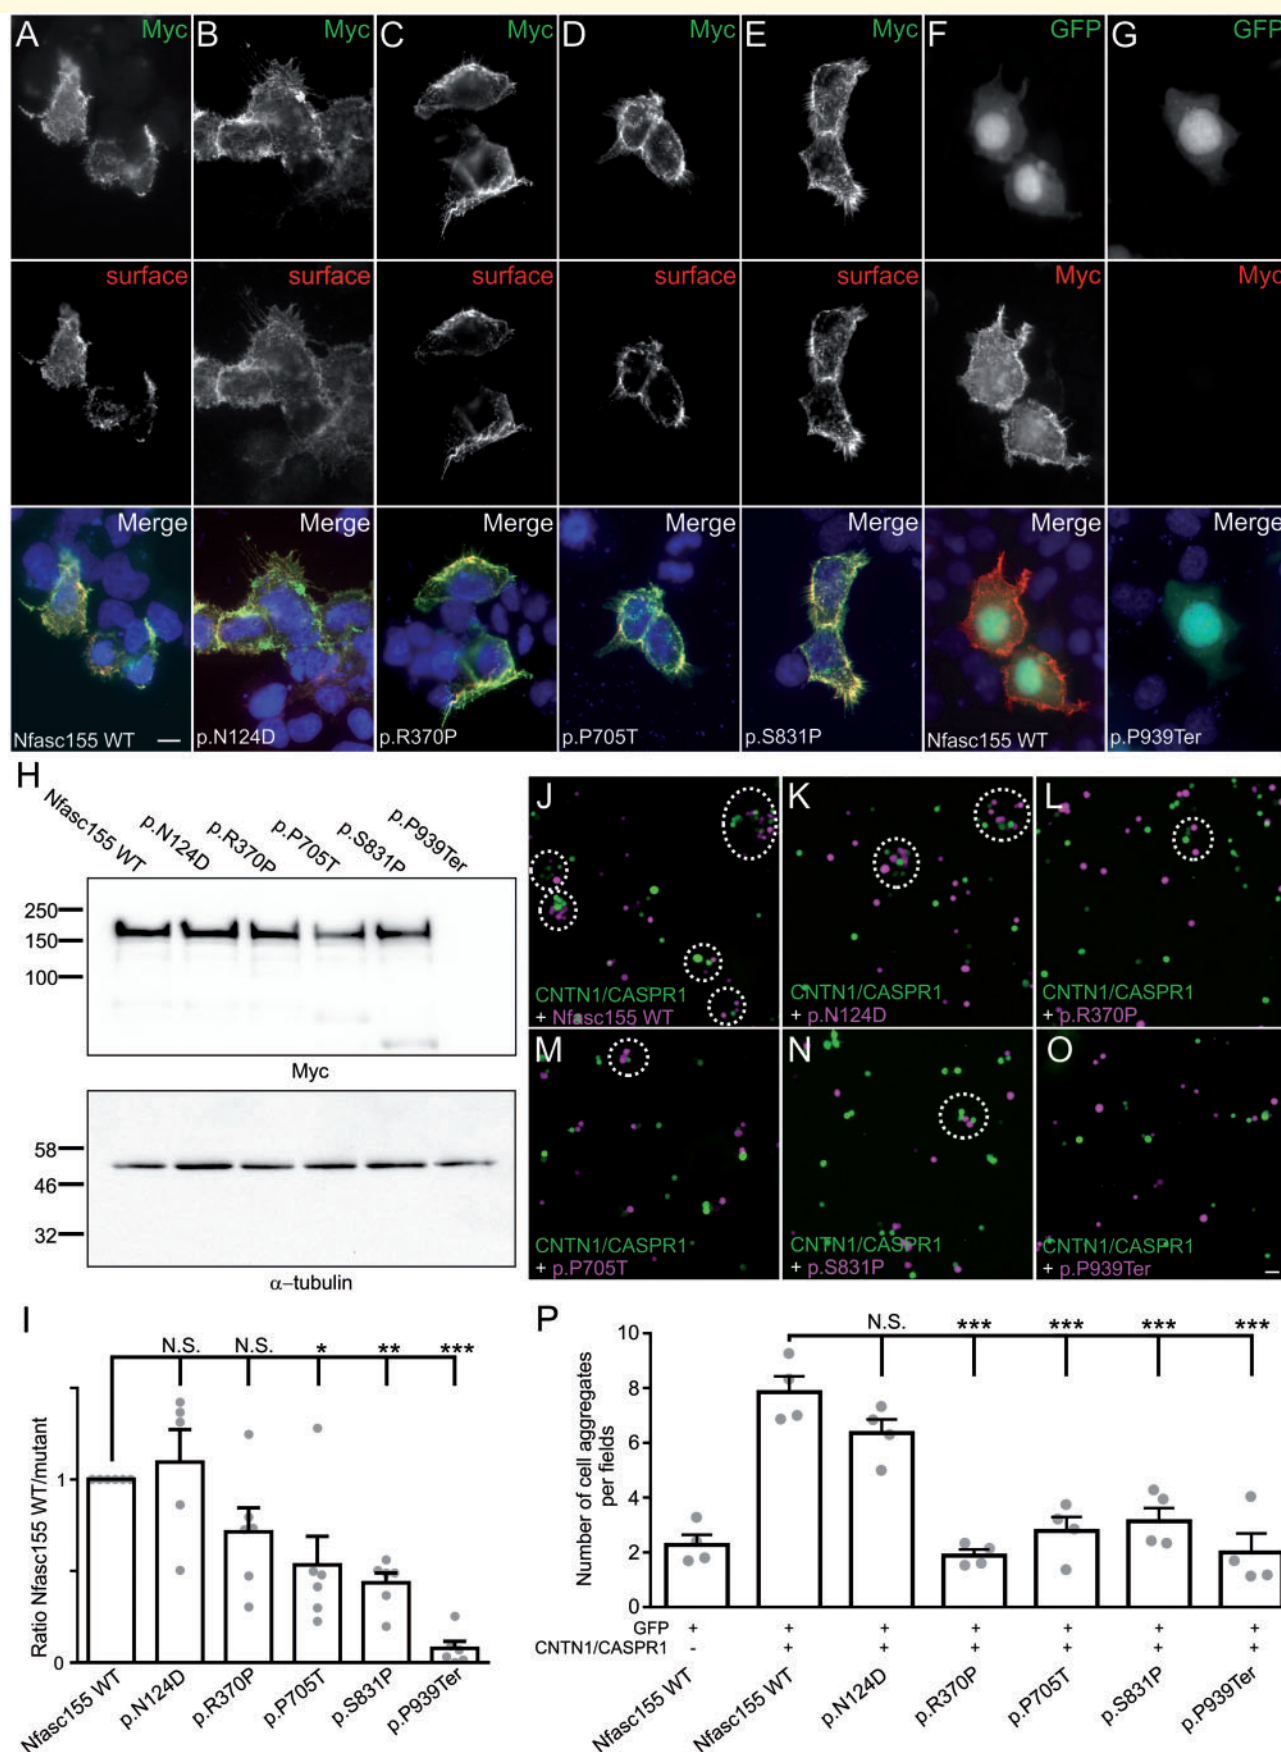 A Myc B Myc C Myc D Myc E Myc F GFP G GFP
surface surface surface surface surface Myc Myc
Merge Merge Merge Merge Merge Merge Merge
Nfasc155 WT p.N124D p.R370P p.P705T p.S831P Nfasc155 WT p.P939Ter
H
Nfasc155 WT p.N124D p.R370P p.P705T p.S831P p.P939Ter
250
150
100
Myc
58
46
32
α–tubulin
J
CNTN1/CASPR1
+ Nfasc155 WT
K
CNTN1/CASPR1
+ p.N124D
L
CNTN1/CASPR1
+ p.R370P
M
CNTN1/CASPR1
+ p.P705T
N
CNTN1/CASPR1
+ p.S831P
O
CNTN1/CASPR1
+ p.P939Ter
I
N.S. N.S. * ** ***
Ratio Nfasc155 WT/mutant
1
0
Nfasc155 WT p.N124D p.R370P p.P705T p.S831P p.P939Ter
P
N.S. *** *** *** ***
Number of cell aggregates
per fields
10
8
6
4
2
0
GFP + + + + + + +
CNTN1/CASPR1 - + + + + + +
Nfasc155 WT Nfasc155 WT p.N124D p.R370P p.P705T p.S831P p.P939Ter